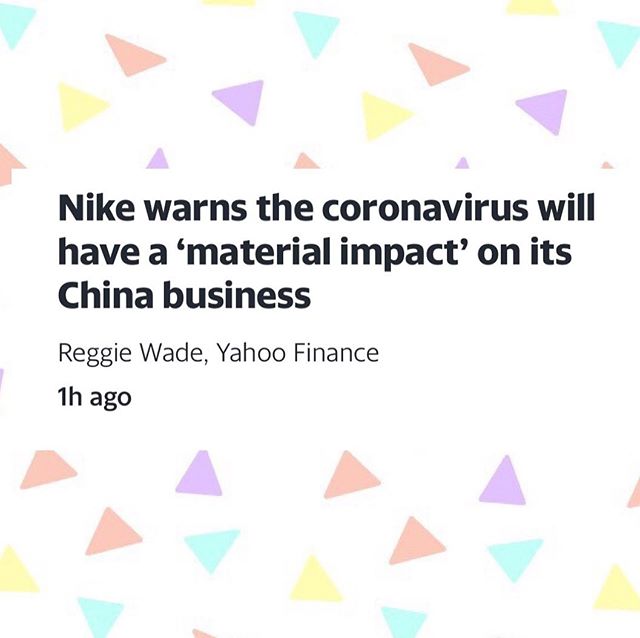 Nike warns the coronavirus will
have a ‘material impact’ on its
China business
Reggie Wade, Yahoo Finance
1h ago